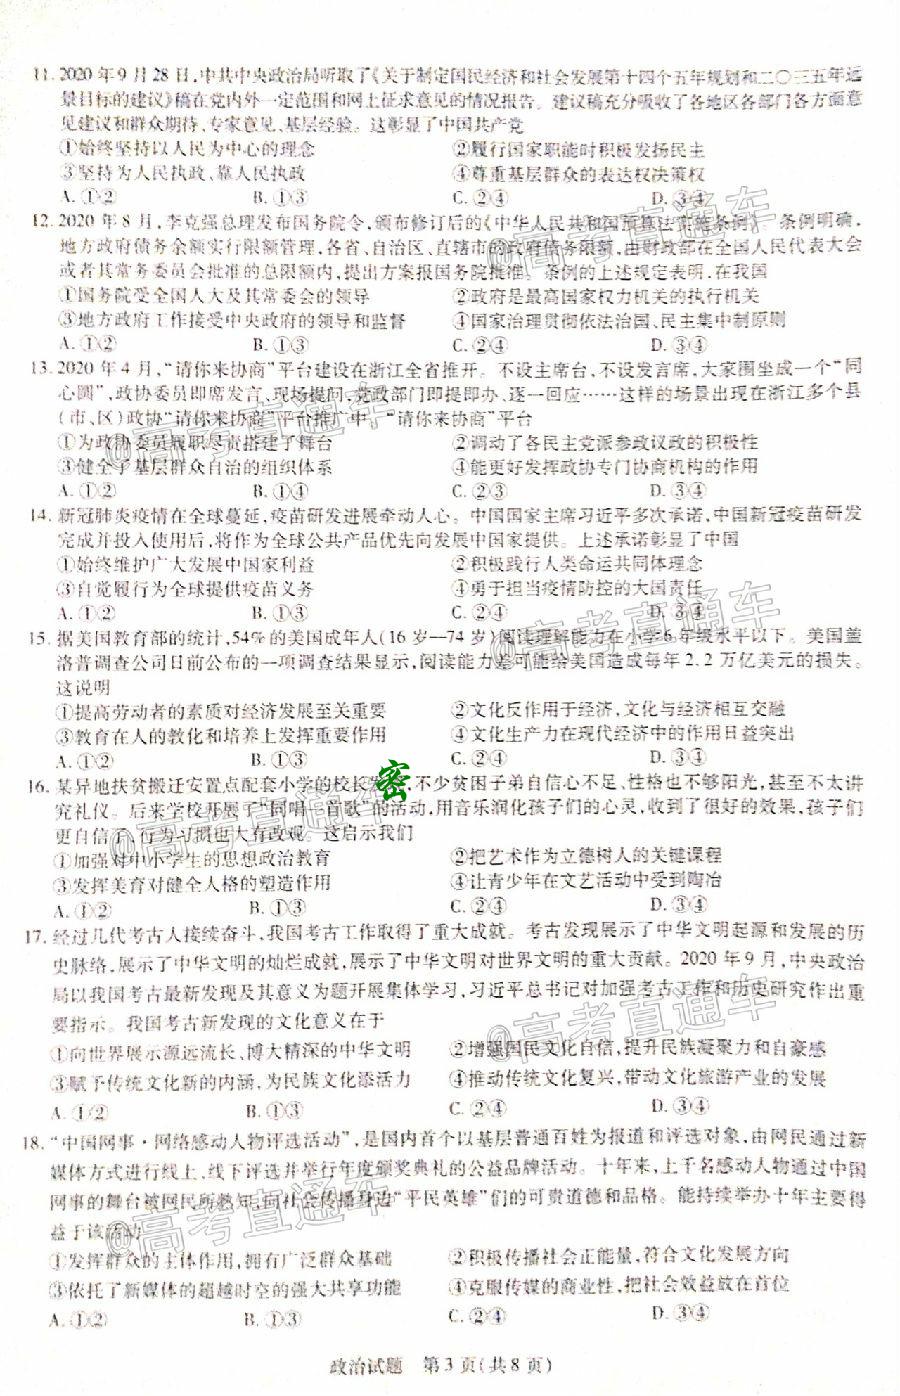 11. 2020年9月28日,中共中央政治局听取了《关于制定国民经济和社会发展第十四个五年规划和二〇三五年远
景目标的建议》稿在党内外一定范围和网上征求意见的情况报告。建议稿充分吸收了各地区各部门各方面意
见建议和群众期待、专家意见、基层经验。这彰显了中国共产党
①始终坚持以人民为中心的理念 ②履行国家职能时积极发扬民主
③坚持为人民执政、靠人民执政 ④尊重基层群众的表达权决策权
A.①② B.①③ C.②④ D.③④
12. 2020年8月,李克强总理发布国务院令,颁布修订后的《中华人民共和国预算法实施条例》。条例明确,
地方政府债务余额实行限额管理,各省、自治区、直辖市的政府债务限额,由财政部在全国人民代表大会
或者其常务委员会批准的总限额内,提出方案报国务院批准。条例的上述规定表明,在我国
①国务院受全国人大及其常委会的领导 ②政府是最高国家权力机关的执行机关
③地方政府工作接受中央政府的领导和监督 ④国家治理贯彻依法治国、民主集中制原则
A.①② B.①③ C.②④ D.③④
13. 2020年4月,“请你来协商”平台建设在浙江全省推开。不设主席台,不设发言席,大家围坐成一个“同
心圆”,政协委员即席发言,现场提问,党政部门即提即办、逐一回应……这样的场景出现在浙江多个县
(市、区)政协“请你来协商”平台推广中。“请你来协商”平台
①为政协委员履职尽责搭建了舞台 ②调动了各民主党派参政议政的积极性
③健全了基层群众自治的组织体系 ④能更好发挥政协专门协商机构的作用
A.①② B.①④ C.②③ D.③④
14. 新冠肺炎疫情在全球蔓延,疫苗研发进展牵动人心。中国国家主席习近平多次承诺,中国新冠疫苗研发
完成并投入使用后,将作为全球公共产品优先向发展中国家提供。上述承诺彰显了中国
①始终维护广大发展中国家利益 ②积极践行人类命运共同体理念
③自觉履行为全球提供疫苗义务 ④勇于担当疫情防控的大国责任
A.①② B.①③ C.②④ D.③④
15. 据美国教育部的统计,54%的美国成年人(16岁—74岁)阅读理解能力在小学6年级水平以下。美国盖
洛普调查公司日前公布的一项调查结果显示,阅读能力差可能给美国造成每年2.2万亿美元的损失。
这说明
①提高劳动者的素质对经济发展至关重要 ②文化反作用于经济,文化与经济相互交融
③教育在人的教化和培养上发挥重要作用 ④文化生产力在现代经济中的作用日益突出
A.①② B.①③ C.②④ D.③④
16. 某异地扶贫搬迁安置点配套小学的校长发 密 ,不少贫困子弟自信心不足、性格也不够阳光,甚至不太讲
究礼仪。后来学校开展了“同唱一首歌”的活动,用音乐润化孩子们的心灵,收到了很好的效果,孩子们
更自信了,行为习惯也大有改观。这启示我们
①加强对中小学生的思想政治教育 ②把艺术作为立德树人的关键课程
③发挥美育对健全人格的塑造作用 ④让青少年在文艺活动中受到陶冶
A.①② B.①③ C.②④ D.③④
17. 经过几代考古人接续奋斗,我国考古工作取得了重大成就。考古发现展示了中华文明起源和发展的历
史脉络,展示了中华文明的灿烂成就,展示了中华文明对世界文明的重大贡献。2020年9月,中央政治
局以我国考古最新发现及其意义为题开展集体学习,习近平总书记对加强考古工作和历史研究作出重
要指示。我国考古新发现的文化意义在于
①向世界展示源远流长、博大精深的中华文明 ②增强国民文化自信,提升民族凝聚力和自豪感
③赋予传统文化新的内涵,为民族文化添活力 ④推动传统文化复兴,带动文化旅游产业的发展
A.①② B.①③ C.②④ D.③④
18. “中国网事·网络感动人物评选活动”,是国内首个以基层普通百姓为报道和评选对象,由网民通过新
媒体方式进行线上、线下评选并举行年度颁奖典礼的公益品牌活动。十年来,上千名感动人物通过中国
网事的舞台被网民所熟知,向社会传播身边“平民英雄”们的可贵道德和品格。能持续举办十年主要得
益于该活动
①发挥群众的主体作用,拥有广泛群众基础 ②积极传播社会正能量,符合文化发展方向
③依托了新媒体的超越时空的强大共享功能 ④克服传媒的商业性,把社会效益放在首位
A.①② B.①③ C.②④ D.③④
政治试题 第3页(共8页)
@高考直通车
@高考直通车
@高考直通车
@高考直通车
@高考直通车
@高考直通车